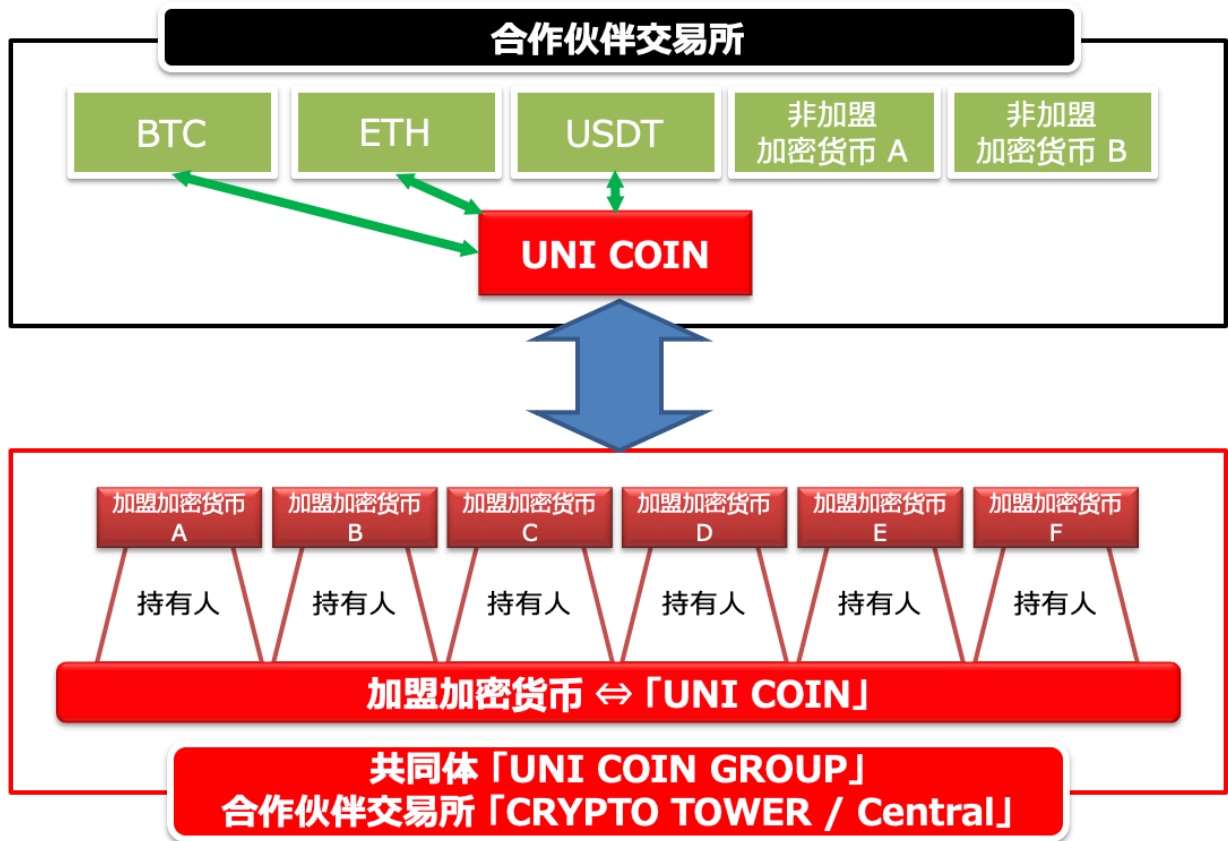 合作伙伴交易所
BTC
ETH
USDT
非加盟
加密货币 A
非加盟
加密货币 B
UNI COIN
加盟加密货币
A
加盟加密货币
B
加盟加密货币
C
加盟加密货币
D
加盟加密货币
E
加盟加密货币
F
持有人
持有人
持有人
持有人
持有人
持有人
加盟加密货币 ⇔「UNI COIN」
共同体「UNI COIN GROUP」
合作伙伴交易所「CRYPTO TOWER / Central」